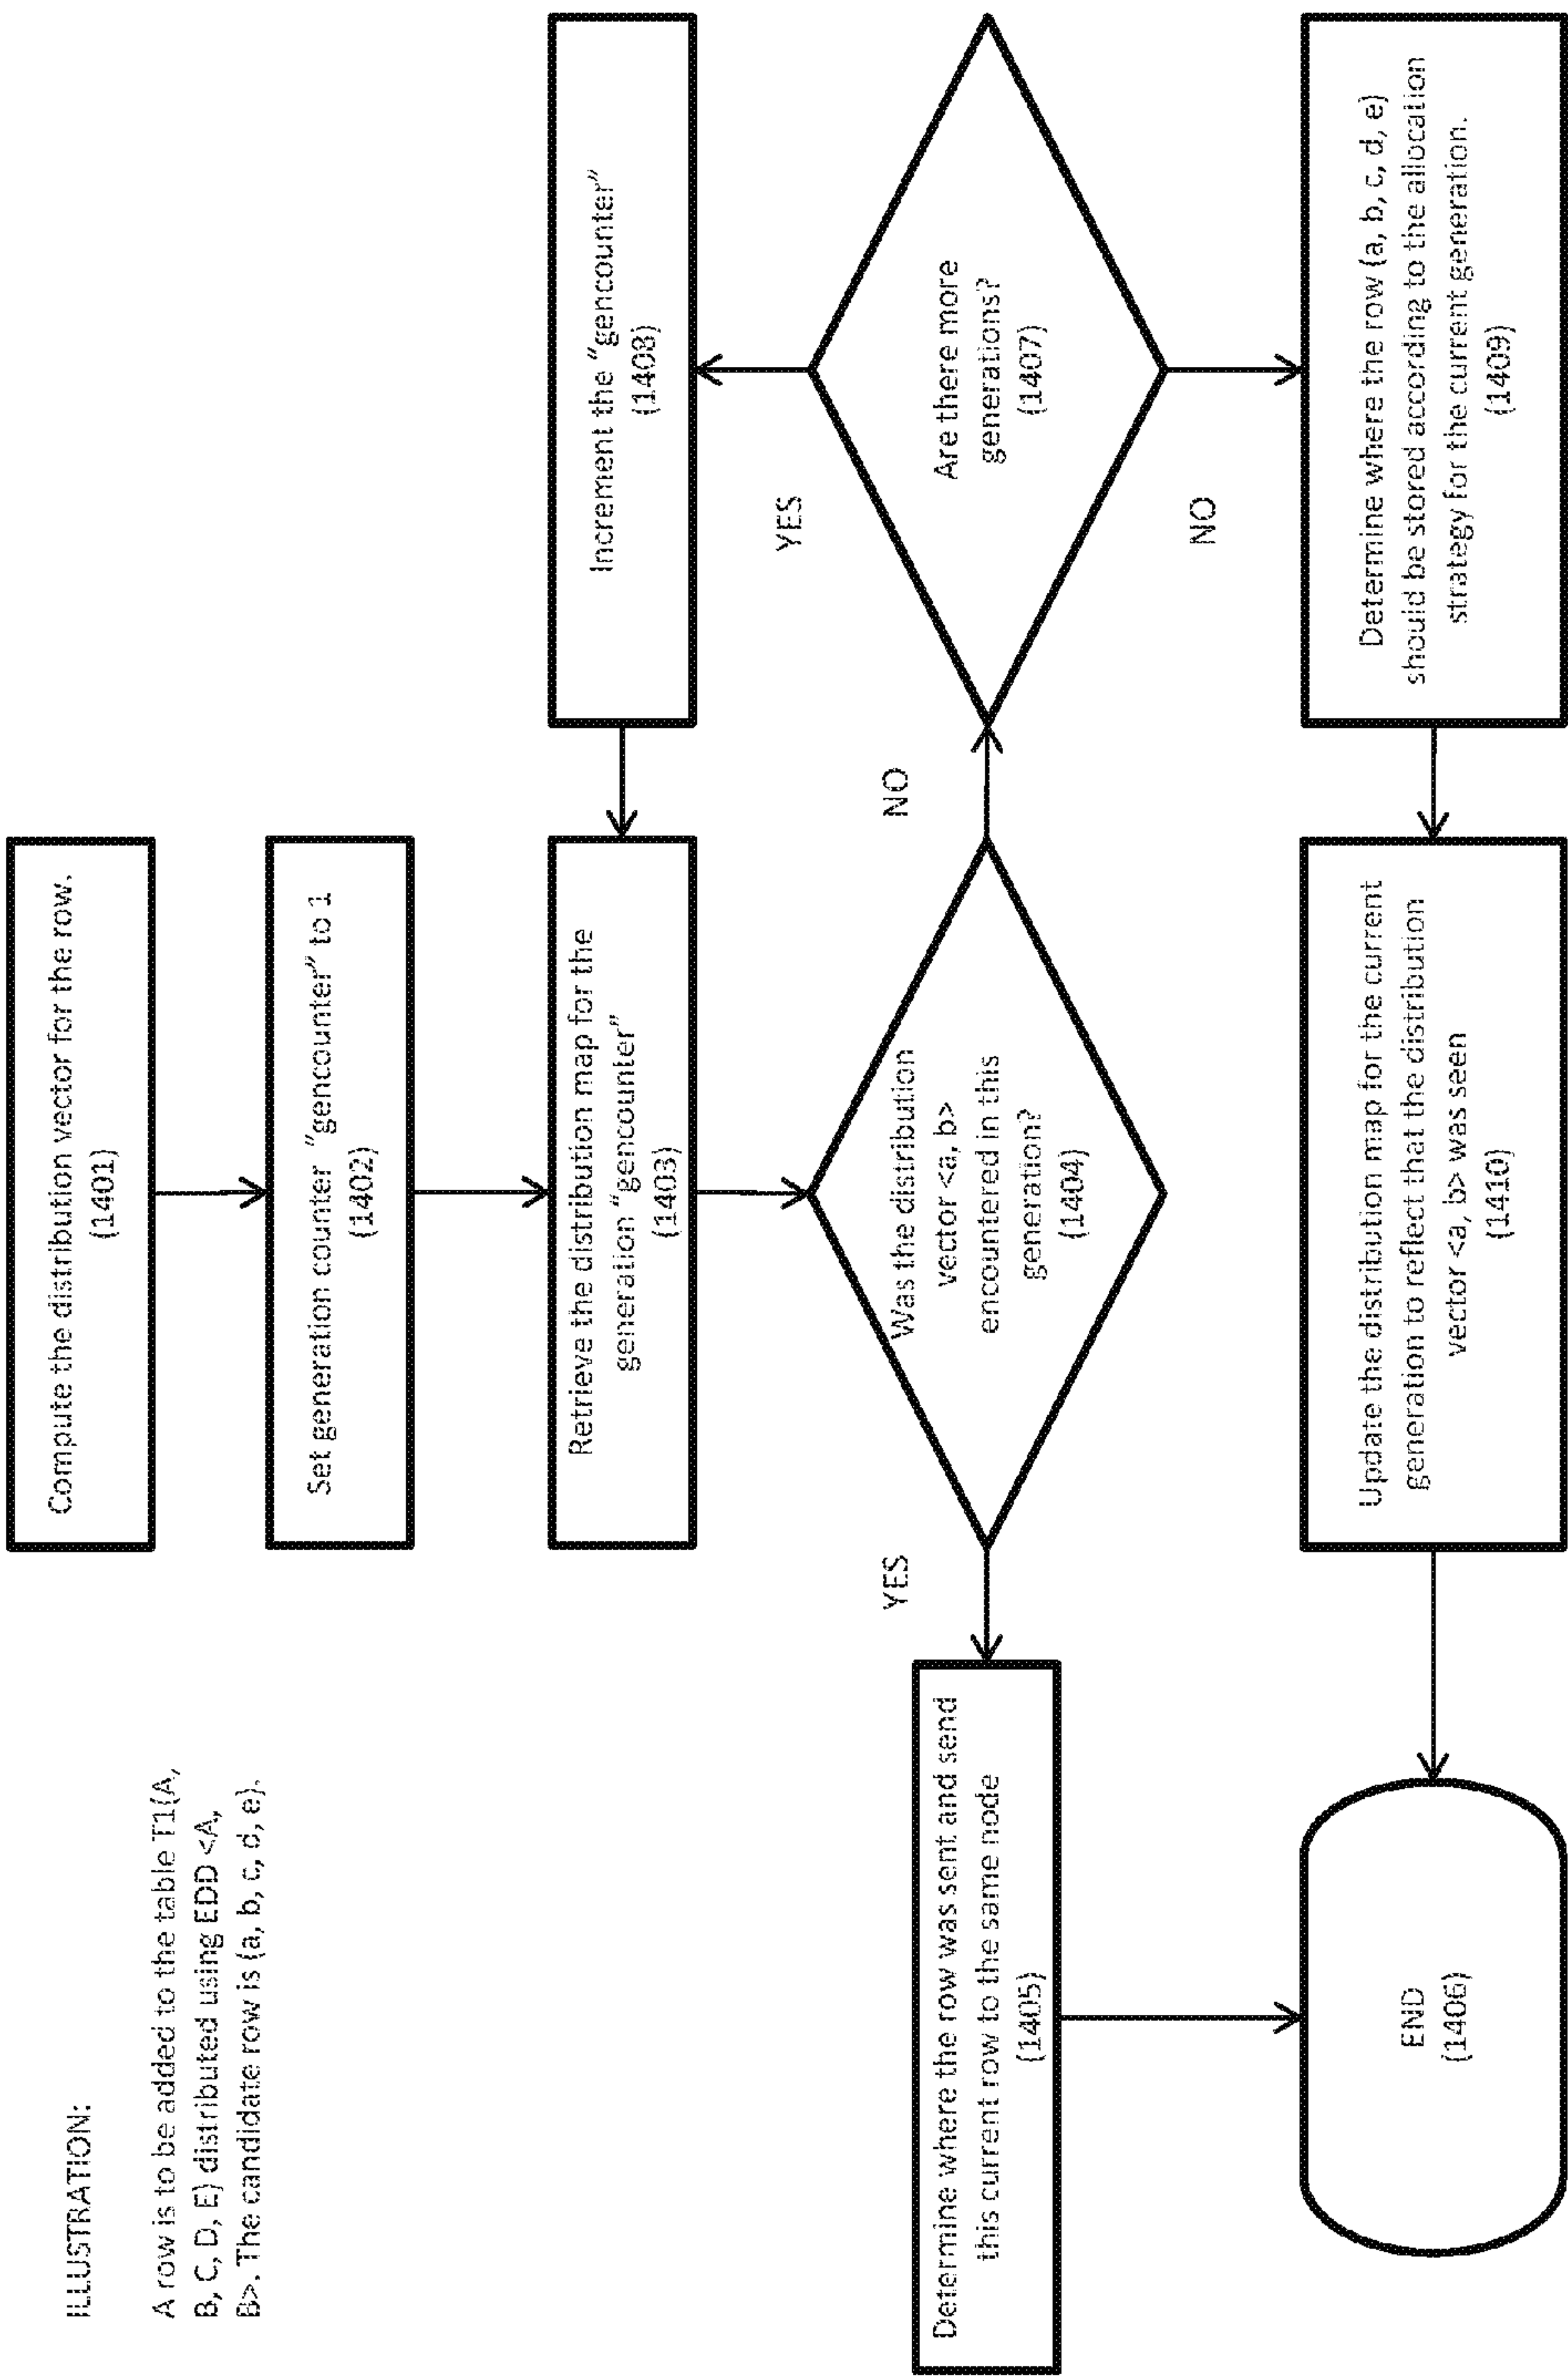 ILLUSTRATION:
A row is to be added to the table T1(A,
B, C, D, E) distributed using EDD <A,
B>. The candidate row is (a, b, c, d, e).
Compute the distribution vector for the row.
(1401)
Set generation counter "gencounter" to 1
(1402)
Retrieve the distribution map for the
generation "gencounter"
(1403)
Increment the "gencounter"
(1408)
Was the distribution
vector <a, b>
encountered in this
generation?
(1404)
YES
NO
Determine where the row was sent and send
this current row to the same node
(1405)
Are there more
generations?
(1407)
YES
NO
END
(1406)
Update the distribution map for the current
generation to reflect that the distribution
vector <a, b> was seen
(1410)
Determine where the row (a, b, c, d, e)
should be stored according to the allocation
strategy for the current generation.
(1409)